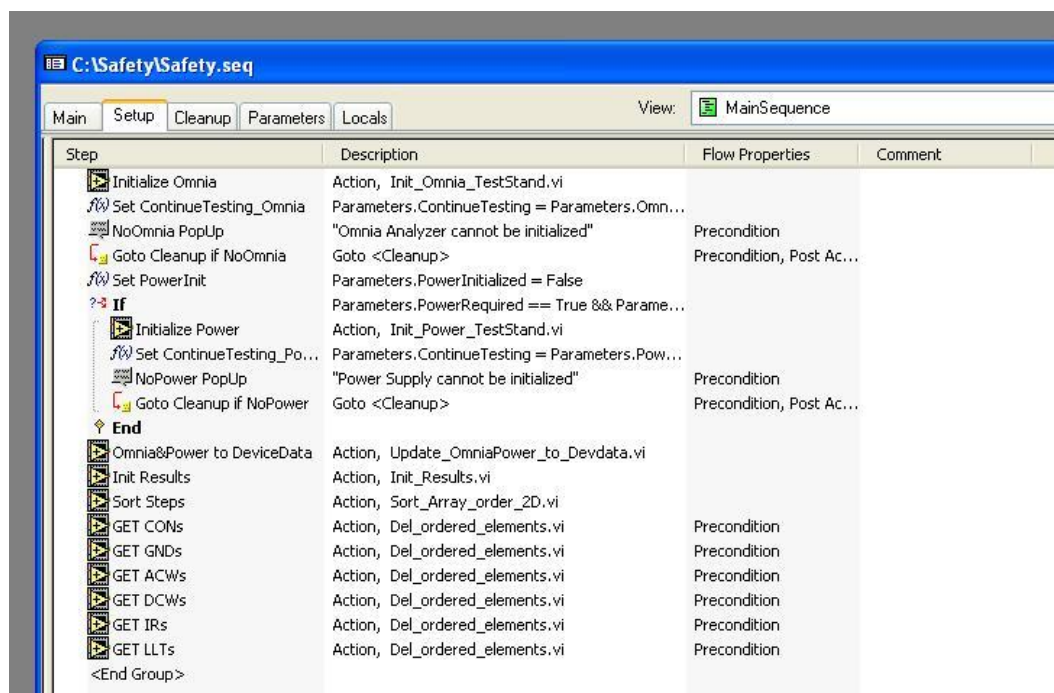 C:\Safety\Safety.seq
Main Setup Cleanup Parameters Locals View: MainSequence
Step Description Flow Properties Comment
Initialize Omnia Action, Init_Omnia_TestStand.vi
f(x) Set ContinueTesting_Omnia Parameters.ContinueTesting = Parameters.Omn...
NoOmnia PopUp "Omnia Analyzer cannot be initialized" Precondition
Goto Cleanup if NoOmnia Goto <Cleanup> Precondition, Post Ac...
f(x) Set PowerInit Parameters.PowerInitialized = False
If Parameters.PowerRequired == True && Parame...
Initialize Power Action, Init_Power_TestStand.vi
f(x) Set ContinueTesting_Po... Parameters.ContinueTesting = Parameters.Pow...
NoPower PopUp "Power Supply cannot be initialized" Precondition
Goto Cleanup if NoPower Goto <Cleanup> Precondition, Post Ac...
End
Omnia&Power to DeviceData Action, Update_OmniaPower_to_Devdata.vi
Init Results Action, Init_Results.vi
Sort Steps Action, Sort_Array_order_2D.vi
GET CONs Action, Del_ordered_elements.vi Precondition
GET GNDs Action, Del_ordered_elements.vi Precondition
GET ACWs Action, Del_ordered_elements.vi Precondition
GET DCWs Action, Del_ordered_elements.vi Precondition
GET IRs Action, Del_ordered_elements.vi Precondition
GET LLTs Action, Del_ordered_elements.vi Precondition
<End Group>